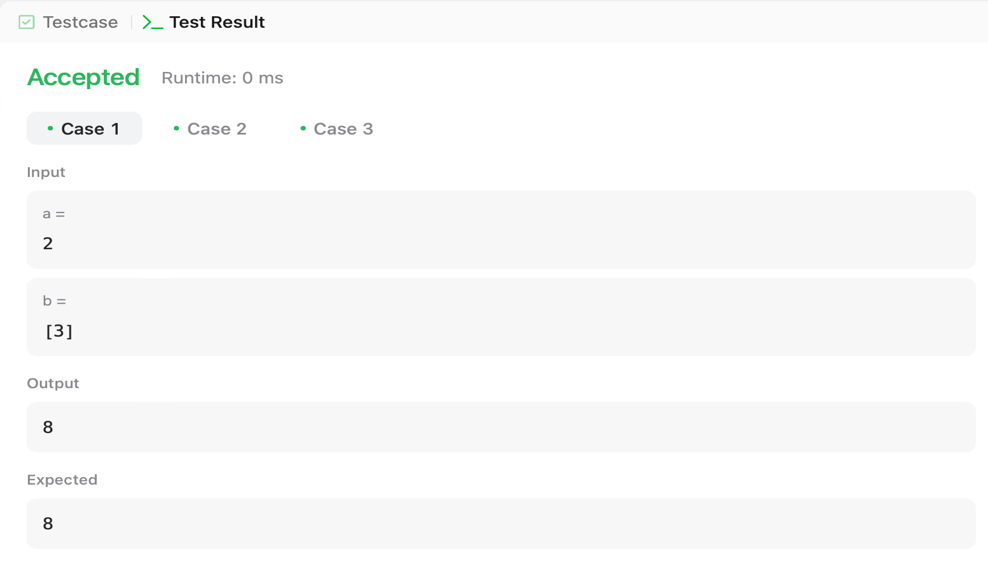 Testcase | >_ Test Result
Accepted Runtime: 0 ms
• Case 1 • Case 2 • Case 3
Input
a =
2
b =
[3]
Output
8
Expected
8